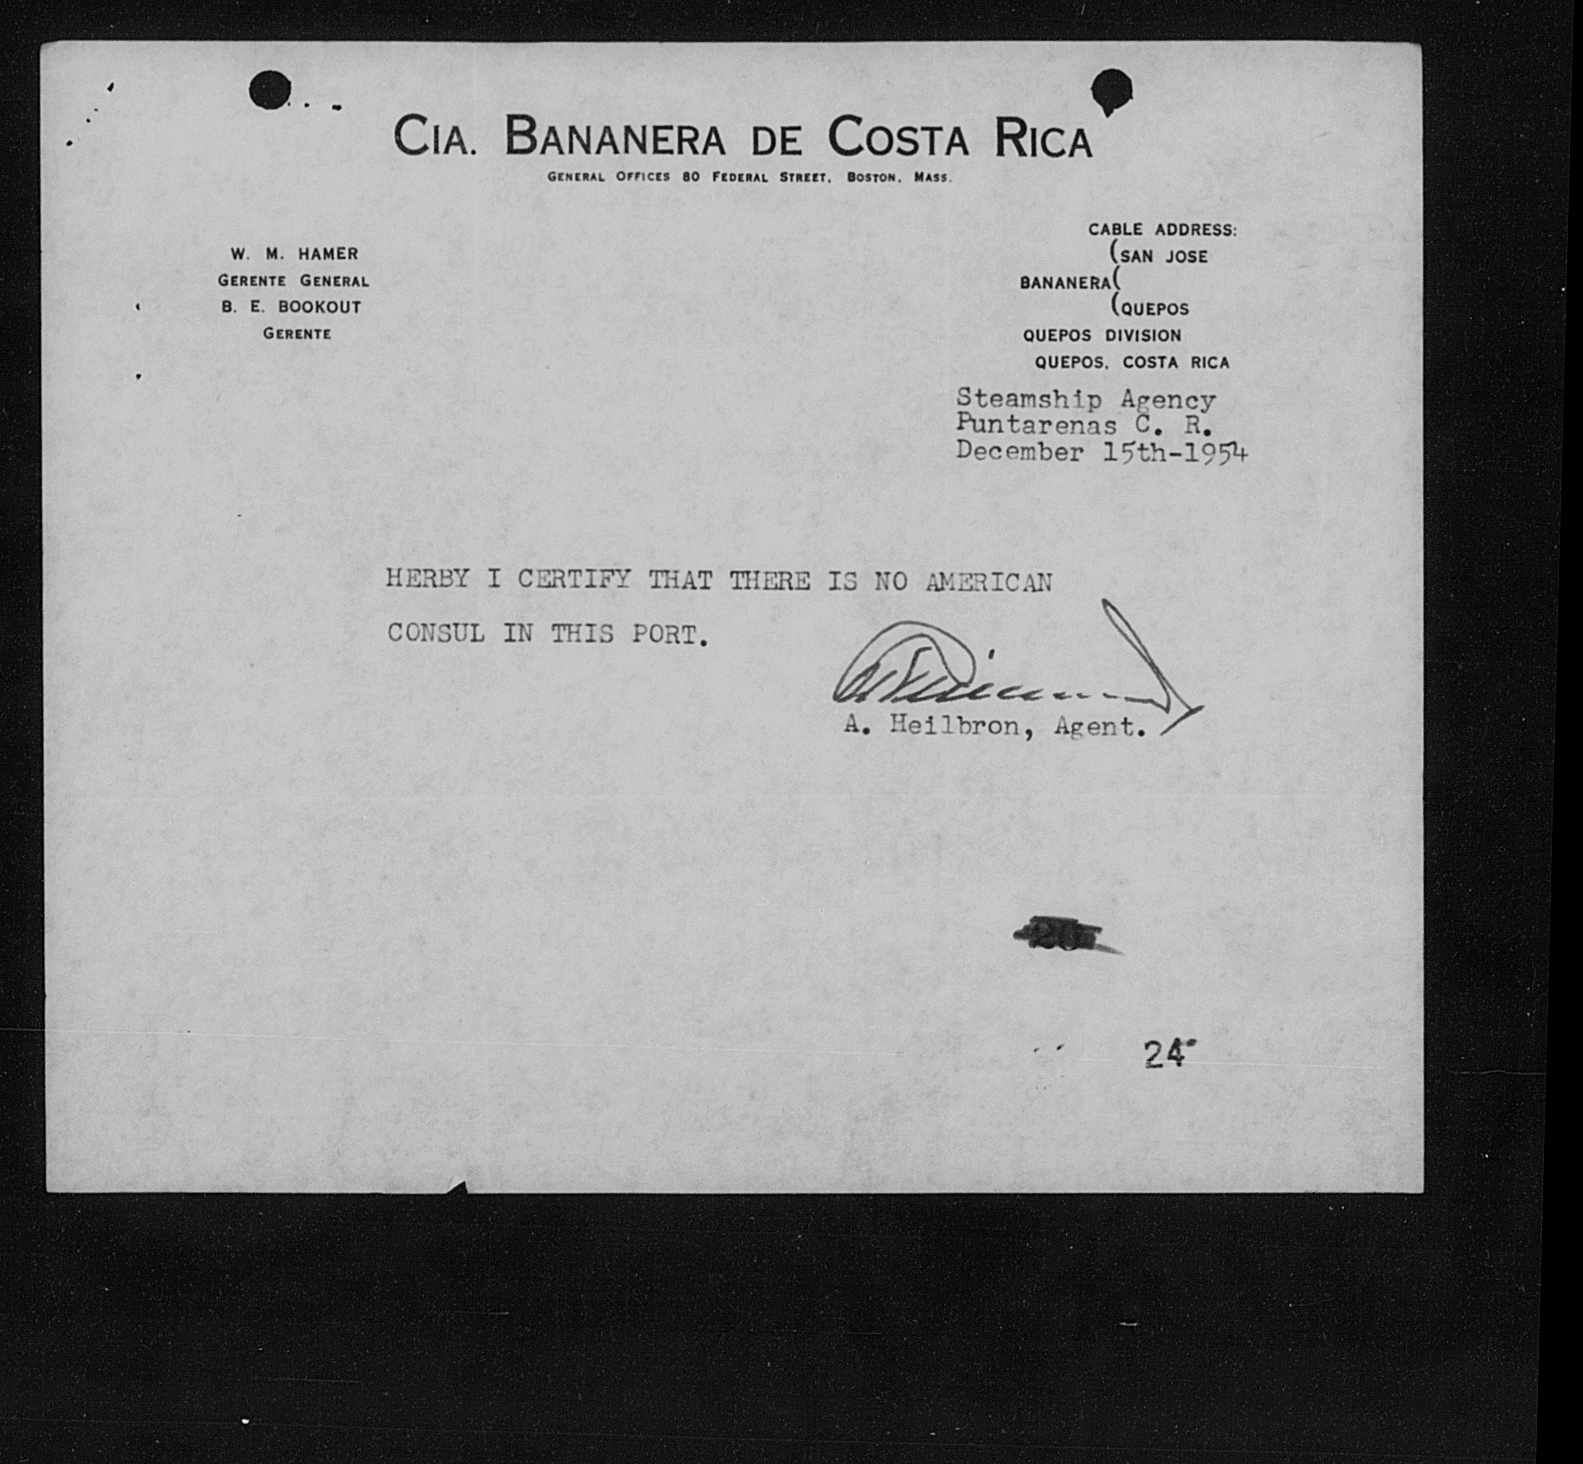 CIA. BANANERA DE COSTA RICA
GENERAL OFFICES 80 FEDERAL STREET, BOSTON, MASS.
W. M. HAMER
GERENTE GENERAL
B. E. BOOKOUT
GERENTE
CABLE ADDRESS:
(SAN JOSE
BANANERA(
(QUEPOS
QUEPOS DIVISION
QUEPOS, COSTA RICA
Steamship Agency
Puntarenas C. R.
December 15th-1954
HERBY I CERTIFY THAT THERE IS NO AMERICAN
CONSUL IN THIS PORT.
A. Heilbron, Agent.
24